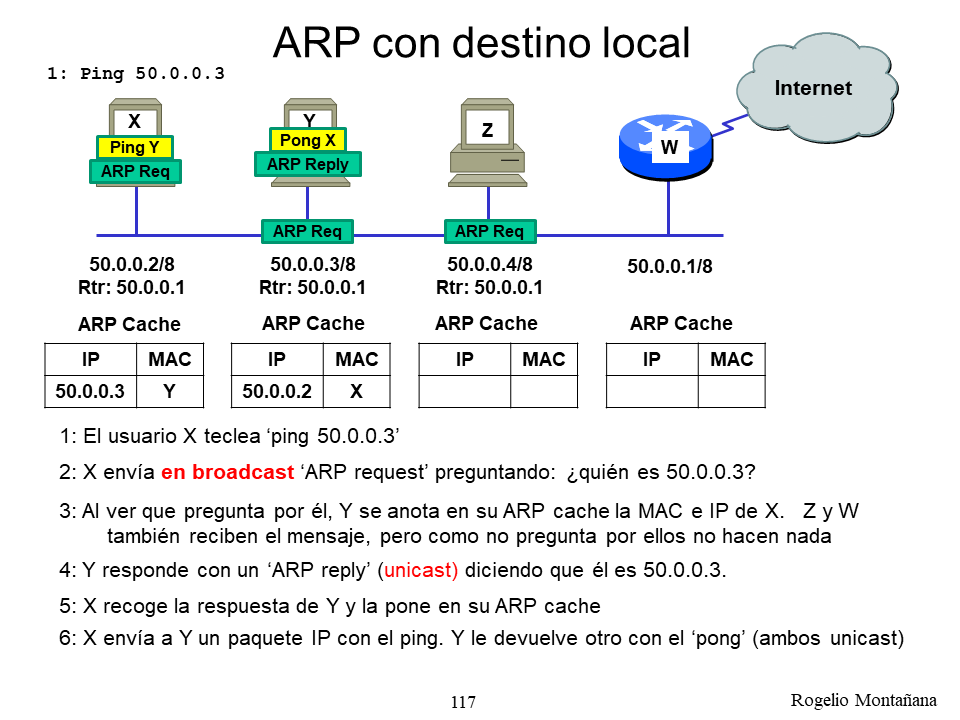 ARP con destino local
1: Ping 50.0.0.3
Internet
X
Ping Y
ARP Req
Y
Pong X
ARP Reply
Z
W
ARP Req
ARP Req
50.0.0.2/8
Rtr: 50.0.0.1
50.0.0.3/8
Rtr: 50.0.0.1
50.0.0.4/8
Rtr: 50.0.0.1
50.0.0.1/8
ARP Cache
ARP Cache
ARP Cache
ARP Cache
IP MAC
50.0.0.3 Y
IP MAC
50.0.0.2 X
IP MAC
IP MAC
1: El usuario X teclea ‘ping 50.0.0.3’
2: X envía en broadcast ‘ARP request’ preguntando: ¿quién es 50.0.0.3?
3: Al ver que pregunta por él, Y se anota en su ARP cache la MAC e IP de X. Z y W
también reciben el mensaje, pero como no pregunta por ellos no hacen nada
4: Y responde con un ‘ARP reply’ (unicast) diciendo que él es 50.0.0.3.
5: X recoge la respuesta de Y y la pone en su ARP cache
6: X envía a Y un paquete IP con el ping. Y le devuelve otro con el ‘pong’ (ambos unicast)
117
Rogelio Montañana